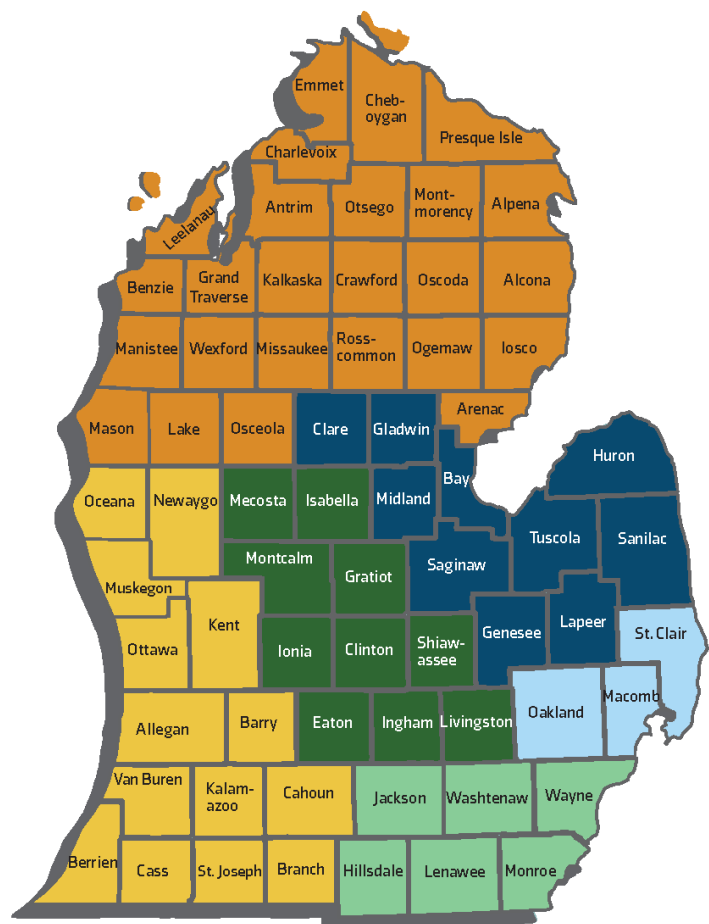 Emmet
Cheb-
oygan
Presque Isle
Charlevoix
Leelanau
Antrim
Otsego
Mont-
morency
Alpena
Benzie
Grand
Traverse
Kalkaska
Crawford
Oscoda
Alcona
Manistee
Wexford
Missaukee
Ross-
common
Ogemaw
Iosco
Mason
Lake
Osceola
Clare
Gladwin
Arenac
Oceana
Newaygo
Mecosta
Isabella
Midland
Bay
Huron
Muskegon
Montcalm
Gratiot
Saginaw
Tuscola
Sanilac
Ottawa
Kent
Ionia
Clinton
Shiaw-
assee
Genesee
Lapeer
St. Clair
Allegan
Barry
Eaton
Ingham
Livingston
Oakland
Macomb
Van Buren
Kalam-
azoo
Cahoun
Jackson
Washtenaw
Wayne
Berrien
Cass
St. Joseph
Branch
Hillsdale
Lenawee
Monroe